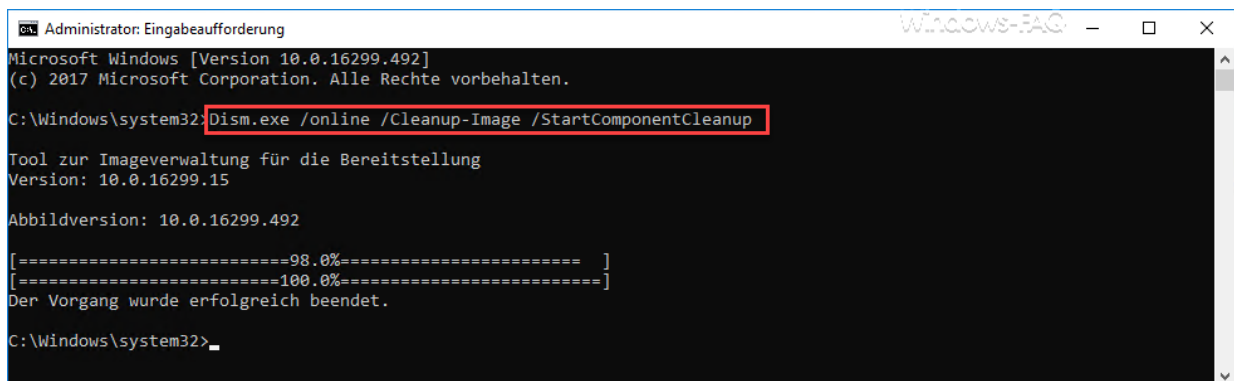 Administrator: Eingabeaufforderung
Windows-FAQ
Microsoft Windows [Version 10.0.16299.492]
(c) 2017 Microsoft Corporation. Alle Rechte vorbehalten.
C:\Windows\system32>Dism.exe /online /Cleanup-Image /StartComponentCleanup
Tool zur Imageverwaltung für die Bereitstellung
Version: 10.0.16299.15
Abbildversion: 10.0.16299.492
[===========================98.0%======================== ]
[==========================100.0%==========================]
Der Vorgang wurde erfolgreich beendet.
C:\Windows\system32>